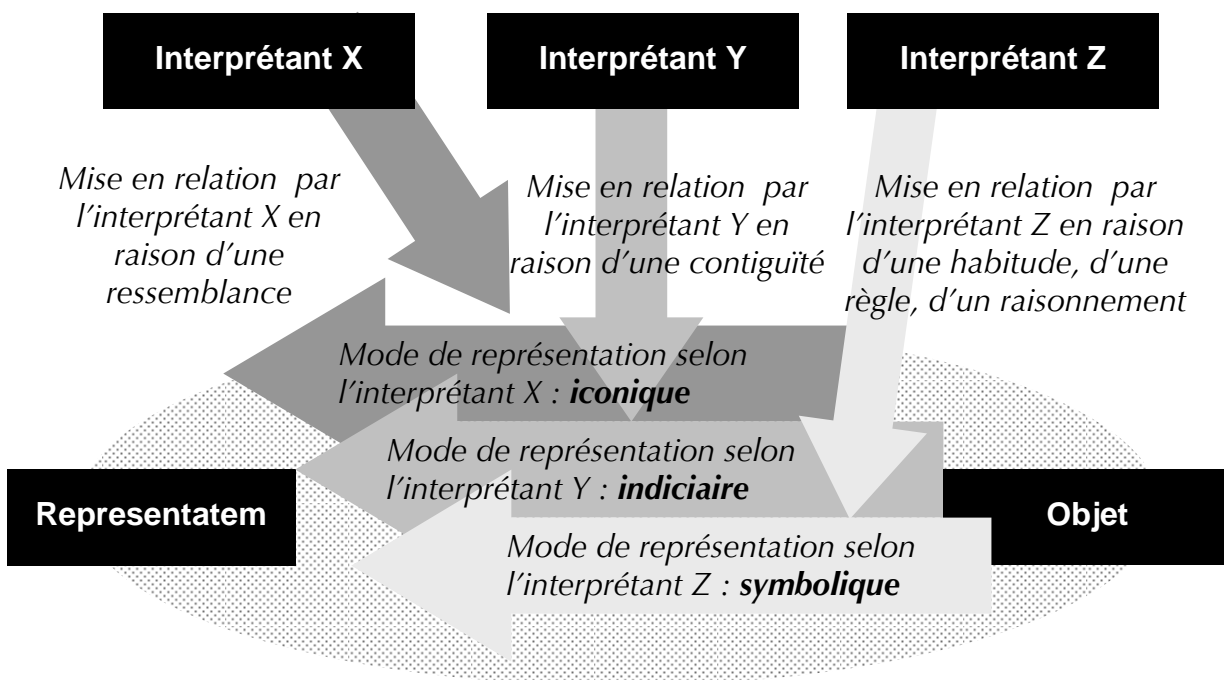 Interprétant X
Interprétant Y
Interprétant Z
Mise en relation par
l'interprétant X en
raison d'une
ressemblance
Mise en relation par
l'interprétant Y en
raison d'une contiguïté
Mise en relation par
l'interprétant Z en raison
d'une habitude, d'une
règle, d'un raisonnement
Mode de représentation selon
l'interprétant X : iconique
Mode de représentation selon
l'interprétant Y : indiciaire
Representatem
Objet
Mode de représentation selon
l'interprétant Z : symbolique